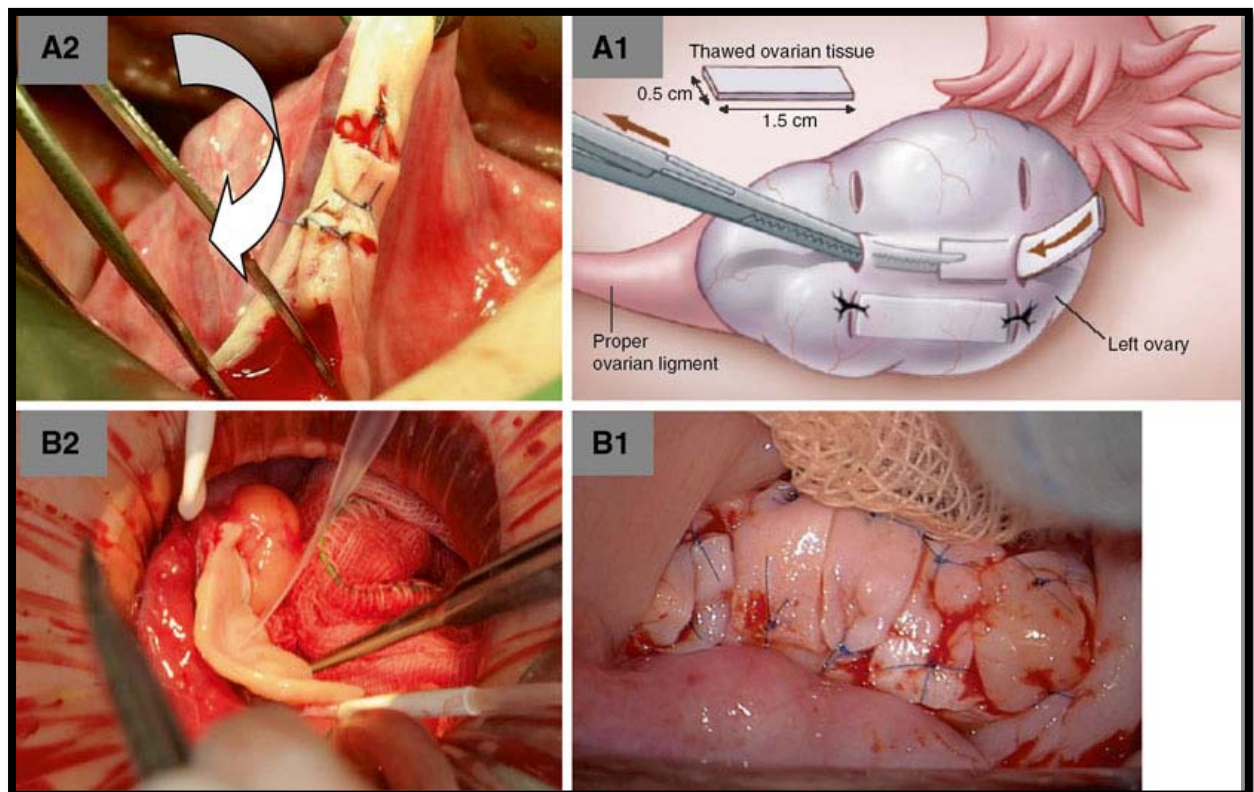 A2
A1
Thawed ovarian tissue
0.5 cm
1.5 cm
Proper
ovarian ligment
Left ovary
B2
B1